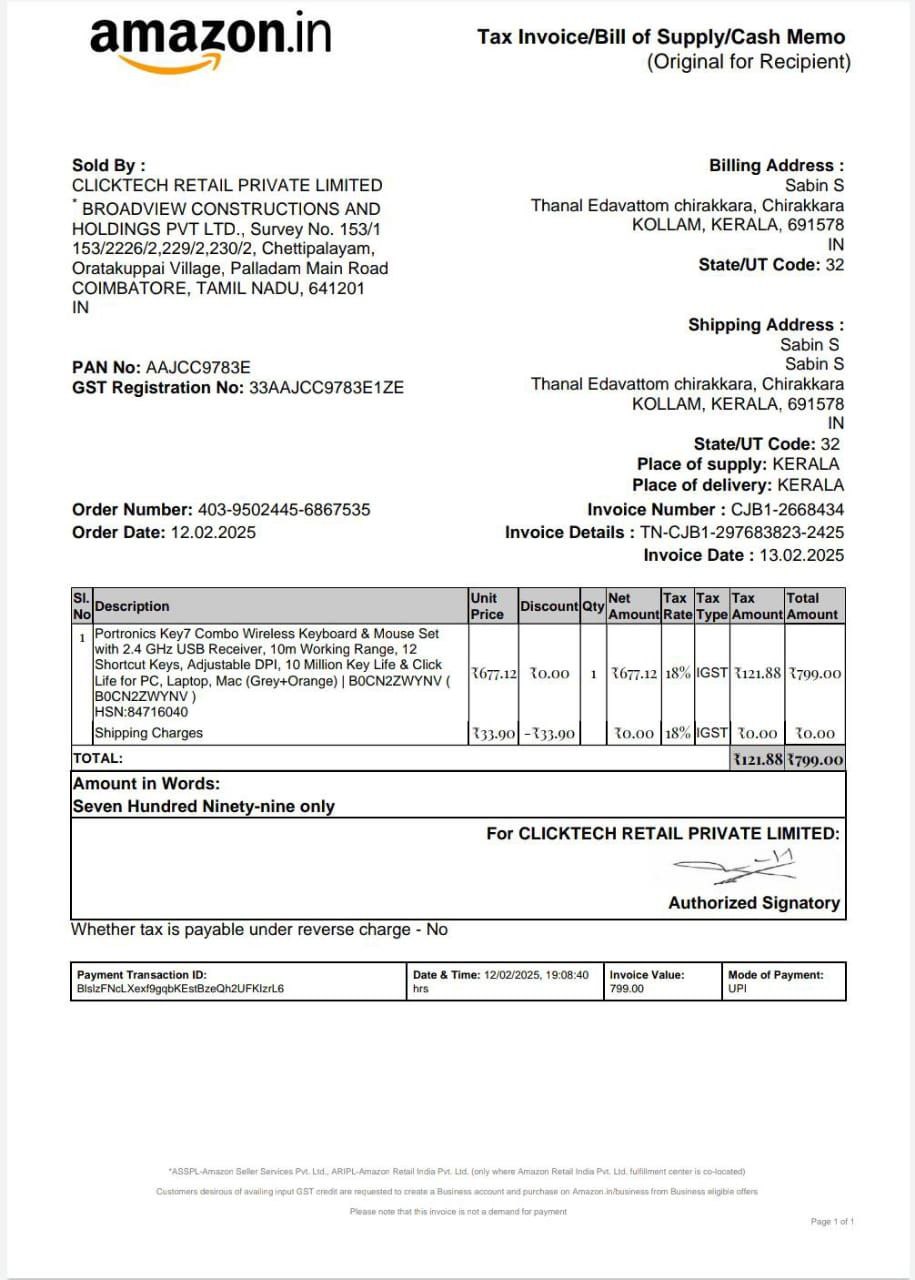 amazon.in
Tax Invoice/Bill of Supply/Cash Memo
(Original for Recipient)
Sold By :
CLICKTECH RETAIL PRIVATE LIMITED
* BROADVIEW CONSTRUCTIONS AND
HOLDINGS PVT LTD., Survey No. 153/1
153/2226/2,229/2,230/2, Chettipalayam,
Oratakuppai Village, Palladam Main Road
COIMBATORE, TAMIL NADU, 641201
IN
PAN No: AAJCC9783E
GST Registration No: 33AAJCC9783E1ZE
Billing Address :
Sabin S
Thanal Edavattom chirakkara, Chirakkara
KOLLAM, KERALA, 691578
IN
State/UT Code: 32
Shipping Address :
Sabin S
Sabin S
Thanal Edavattom chirakkara, Chirakkara
KOLLAM, KERALA, 691578
IN
State/UT Code: 32
Place of supply: KERALA
Place of delivery: KERALA
Order Number: 403-9502445-6867535
Order Date: 12.02.2025
Invoice Number : CJB1-2668434
Invoice Details : TN-CJB1-297683823-2425
Invoice Date : 13.02.2025
Sl. No Description Unit Price Discount Qty Net Amount Tax Rate Tax Type Tax Amount Total Amount
1 Portronics Key7 Combo Wireless Keyboard & Mouse Set
with 2.4 GHz USB Receiver, 10m Working Range, 12
Shortcut Keys, Adjustable DPI, 10 Million Key Life & Click
Life for PC, Laptop, Mac (Grey+Orange) | B0CN2ZWYNV (
B0CN2ZWYNV )
HSN:84716040
₹677.12 ₹0.00 1 ₹677.12 18% IGST ₹121.88 ₹799.00
Shipping Charges ₹33.90 -₹33.90 ₹0.00 18% IGST ₹0.00 ₹0.00
TOTAL: ₹121.88 ₹799.00
Amount in Words:
Seven Hundred Ninety-nine only
For CLICKTECH RETAIL PRIVATE LIMITED:
Authorized Signatory
Whether tax is payable under reverse charge - No
Payment Transaction ID:
BlslzFNcLXexf9gqbKEstBzeQh2UFKIzrL6
Date & Time: 12/02/2025, 19:08:40
hrs
Invoice Value:
799.00
Mode of Payment:
UPI
*ASSPL-Amazon Seller Services Pvt. Ltd., ARIPL-Amazon Retail India Pvt. Ltd. (only where Amazon Retail India Pvt. Ltd. fulfillment center is co-located)
Customers desirous of availing input GST credit are requested to create a Business account and purchase on Amazon.in/business from Business eligible offers
Please note that this invoice is not a demand for payment
Page 1 of 1